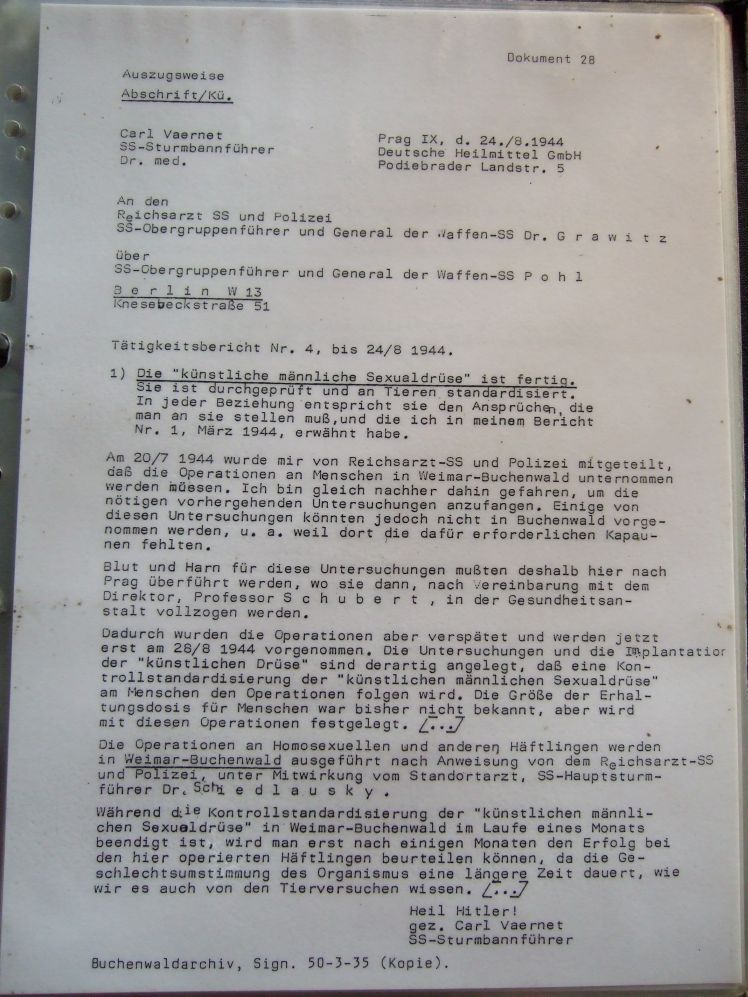 Dokument 28
Auszugsweise
Abschrift/Kü.
Carl Vaernet
SS-Sturmbannführer
Dr. med.
Prag IX, d. 24./8.1944
Deutsche Heilmittel GmbH
Podiebrader Landstr. 5
An den
Reichsarzt SS und Polizei
SS-Obergruppenführer und General der Waffen-SS Dr. G r a w i t z
über
SS-Obergruppenführer und General der Waffen-SS P o h l
B e r l i n  W 13
Knesebeckstraße 51
Tätigkeitsbericht Nr. 4, bis 24/8 1944.
1) Die "künstliche männliche Sexualdrüse" ist fertig.
Sie ist durchgeprüft und an Tieren standardisiert.
In jeder Beziehung entspricht sie den Ansprüchen, die
man an sie stellen muß,und die ich in meinem Bericht
Nr. 1, März 1944, erwähnt habe.
Am 20/7 1944 wurde mir von Reichsarzt-SS und Polizei mitgeteilt,
daß die Operationen an Menschen in Weimar-Buchenwald unternommen
werden müssen. Ich bin gleich nachher dahin gefahren, um die
nötigen vorhergehenden Untersuchungen anzufangen. Einige von
diesen Untersuchungen könnten jedoch nicht in Buchenwald vorge-
nommen werden, u. a. weil dort die dafür erforderlichen Kapau-
nen fehlten.
Blut und Harn für diese Untersuchungen mußten deshalb hier nach
Prag überführt werden, wo sie dann, nach Vereinbarung mit dem
Direktor, Professor S c h u b e r t , in der Gesundheitsan-
stalt vollzogen werden.
Dadurch wurden die Operationen aber verspätet und werden jetzt
erst am 28/8 1944 vorgenommen. Die Untersuchungen und die Implantation
der "künstlichen Drüse" sind derartig angelegt, daß eine Kon-
trollstandardisierung der "künstlichen männlichen Sexualdrüse"
am Menschen den Operationen folgen wird. Die Größe der Erhal-
tungsdosis für Menschen war bisher nicht bekannt, aber wird
mit diesen Operationen festgelegt. [...]
Die Operationen an Homosexuellen und anderen Häftlingen werden
in Weimar-Buchenwald ausgeführt nach Anweisung von dem Reichsarzt-SS
und Polizei, unter Mitwirkung vom Standortarzt, SS-Hauptsturm-
führer Dr. Sch i e d l a u s k y .
Während die Kontrollstandardisierung der "künstlichen männli-
chen Sexualdrüse" in Weimar-Buchenwald im Laufe eines Monats
beendigt ist, wird man erst nach einigen Monaten den Erfolg bei
den hier operierten Häftlingen beurteilen können, da die Ge-
schlechtsumstimmung des Organismus eine längere Zeit dauert, wie
wir es auch von den Tierversuchen wissen. [...]
Heil Hitler!
gez. Carl Vaernet
SS-Sturmbannführer
Buchenwaldarchiv, Sign. 50-3-35 (Kopie).